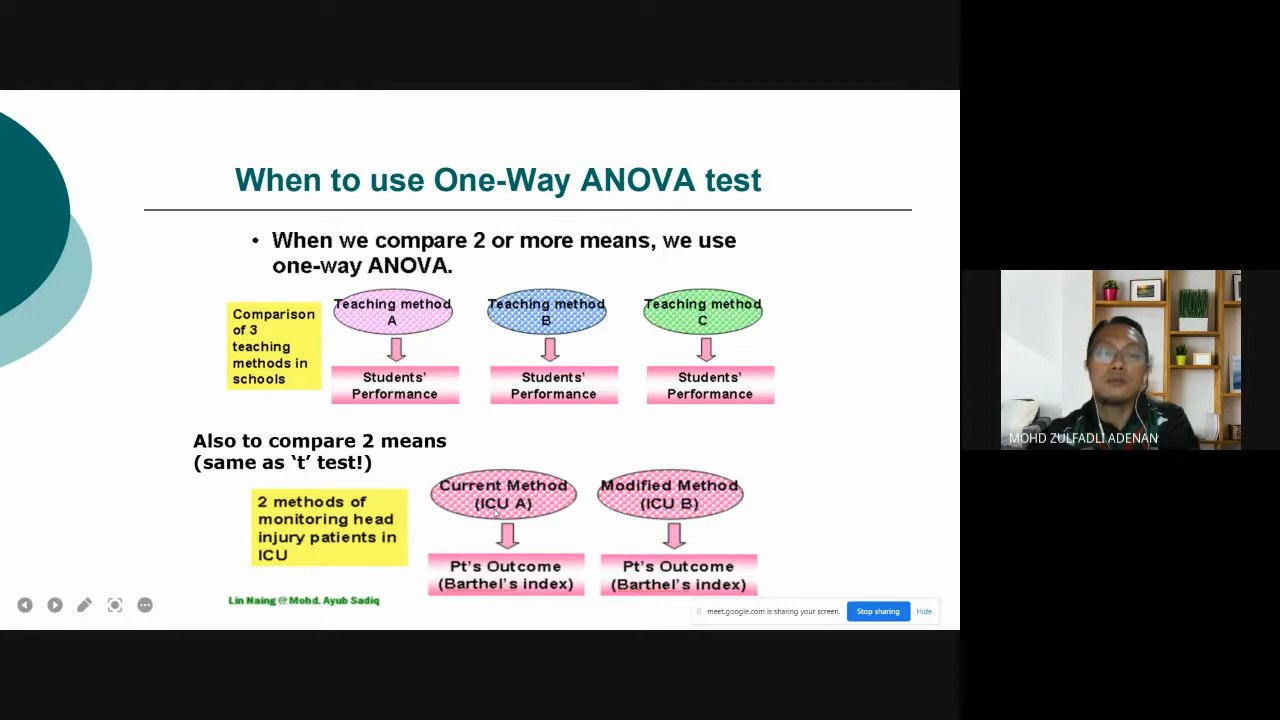 When to use One-Way ANOVA test
• When we compare 2 or more means, we use
one-way ANOVA.
Comparison
of 3
teaching
methods in
schools
Teaching method
A
Teaching method
B
Teaching method
C
Students'
Performance
Students'
Performance
Students'
Performance
Also to compare 2 means
(same as ‘t’ test!)
2 methods of
monitoring head
injury patients in
ICU
Current Method
(ICU A)
Modified Method
(ICU B)
Pt's Outcome
(Barthel's index)
Pt's Outcome
(Barthel's index)
Lin Naing @ Mohd. Ayub Sadiq
meet.google.com is sharing your screen.
Stop sharing
Hide
MOHD ZULFADLI ADENAN